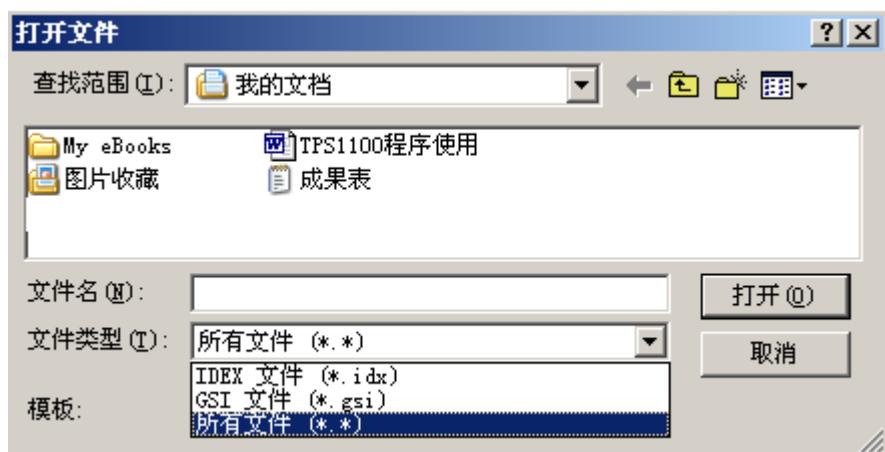 打开文件
查找范围(I): 我的文档
My eBooks TPS1100程序使用
图片收藏 成果表
文件名(N): 打开(O)
文件类型(T): 所有文件 (*.*) 取消
IDEX 文件 (*.idx)
GSI 文件 (*.gsi)
模板: 所有文件 (*.*)